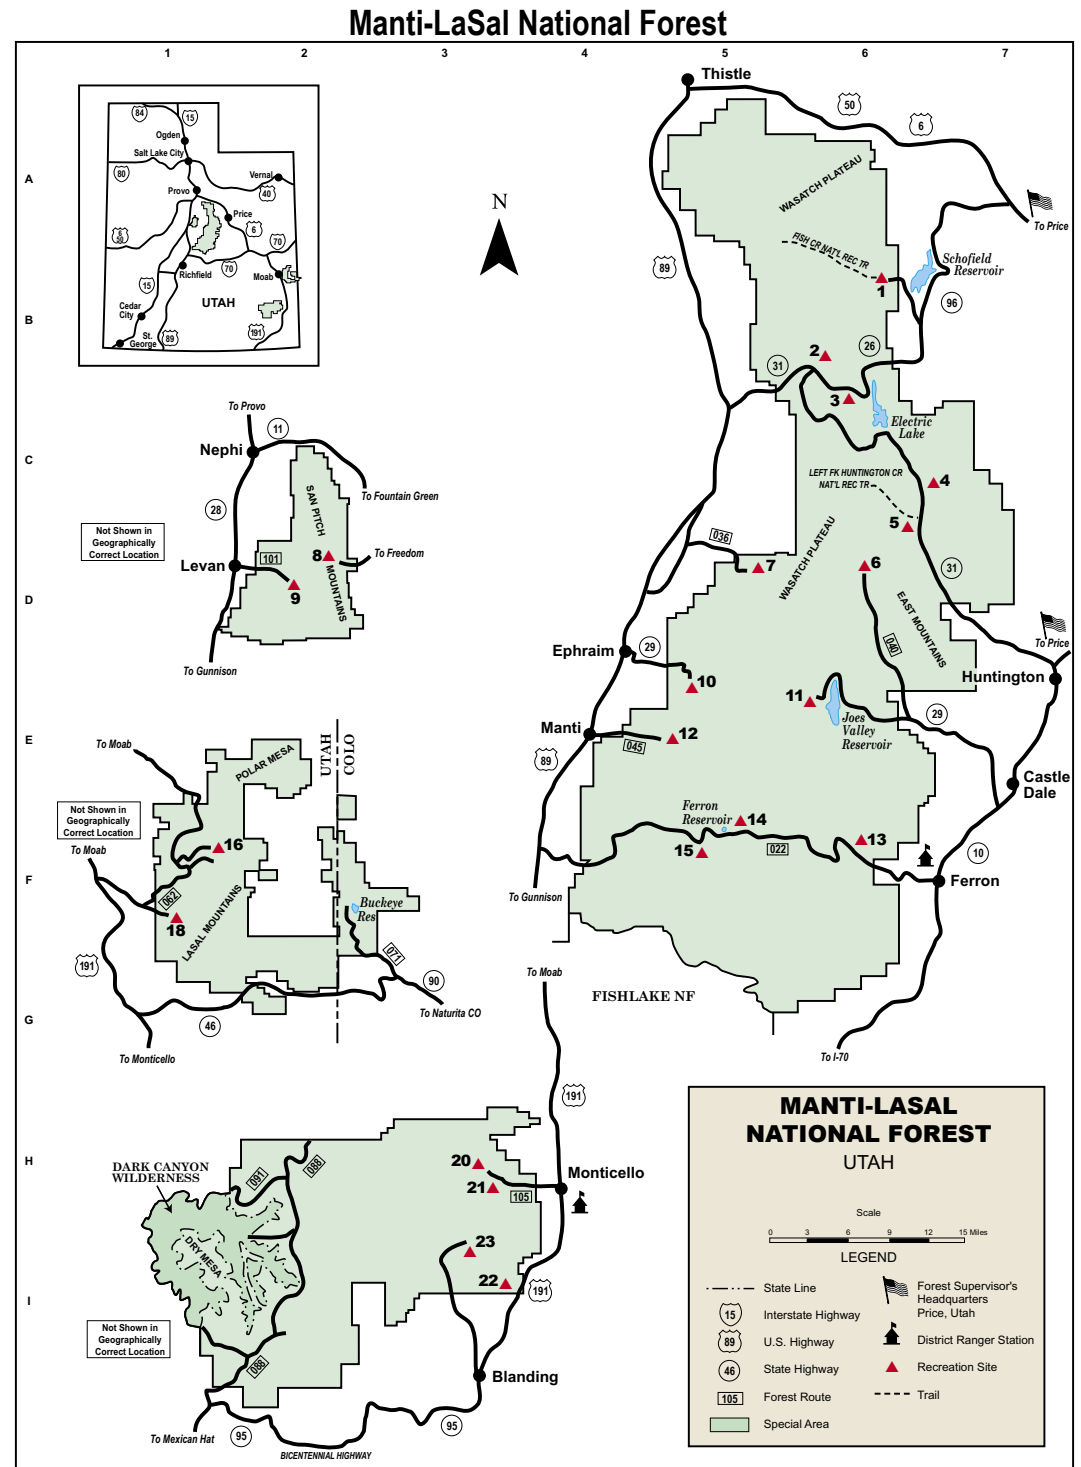 Manti-LaSal National Forest
1
2
3
4
5
6
7
A
B
C
D
E
F
G
H
I
84
15
Ogden
Salt Lake City
80
Vernal
40
Provo
Price
6
50
6
70
Richfield
70
Moab
15
UTAH
Cedar
City
St.
George
89
191
N
Thistle
50
6
WASATCH PLATEAU
To Price
89
FISH CR NAT'L REC TR
1
Schofield
Reservoir
96
2
31
26
3
Electric
Lake
LEFT FK HUNTINGTON CR
NAT'L REC TR
4
5
036
7
WASATCH PLATEAU
6
31
EAST MOUNTAINS
040
To Price
Huntington
Ephraim
29
10
11
Joes
Valley
Reservoir
29
Manti
045
12
89
Castle
Dale
Ferron
Reservoir
14
15
022
13
10
Ferron
To Gunnison
FISHLAKE NF
To I-70
To Provo
Nephi
11
To Fountain Green
28
SAN PITCH
MOUNTAINS
Not Shown in
Geographically
Correct Location
Levan
101
8
To Freedom
9
To Gunnison
To Moab
POLAR MESA
UTAH
COLO
Not Shown in
Geographically
Correct Location
To Moab
16
062
18
LASAL MOUNTAINS
Buckeye
Res
071
191
90
To Naturita CO
46
To Monticello
To Moab
191
DARK CANYON
WILDERNESS
091
088
20
21
105
Monticello
DRY MESA
23
22
191
Not Shown in
Geographically
Correct Location
088
Blanding
To Mexican Hat
95
95
BICENTENNIAL HIGHWAY
MANTI-LASAL
NATIONAL FOREST
UTAH
Scale
0 3 6 9 12 15 Miles
LEGEND
State Line
15 Interstate Highway
89 U.S. Highway
46 State Highway
105 Forest Route
Special Area
Forest Supervisor's
Headquarters
Price, Utah
District Ranger Station
Recreation Site
Trail